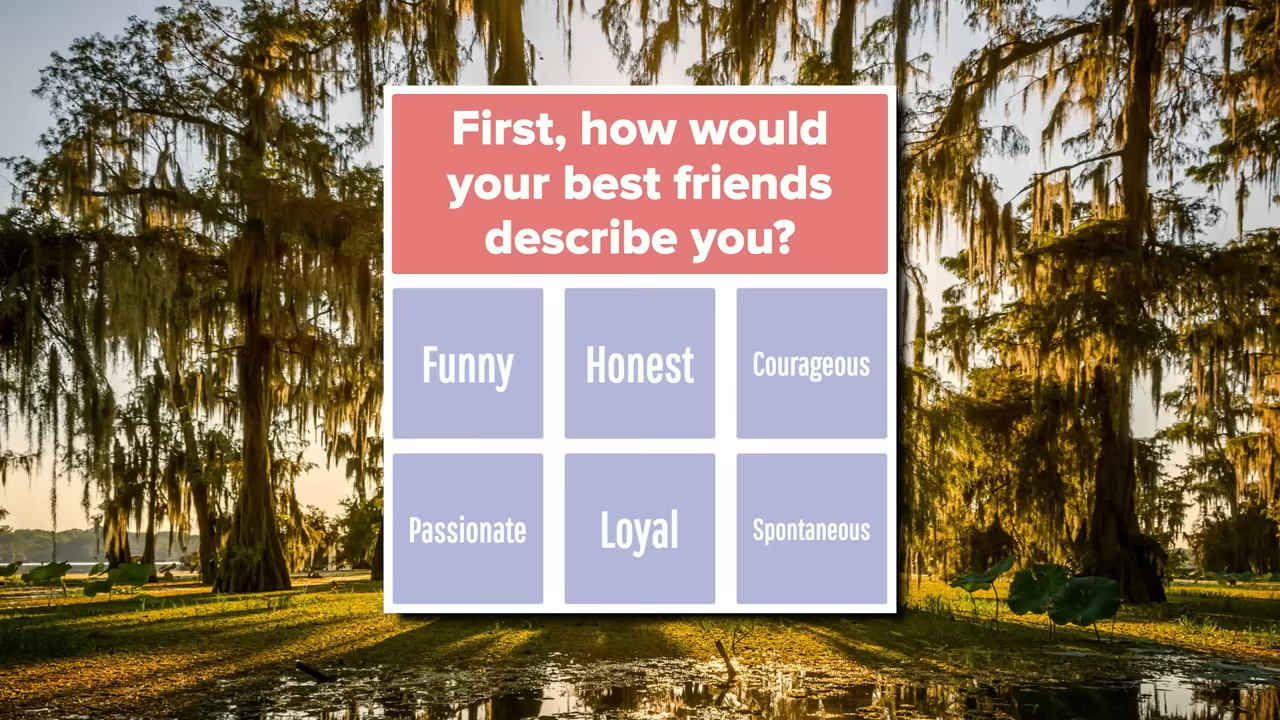 First, how would
your best friends
describe you?
Funny
Honest
Courageous
Passionate
Loyal
Spontaneous